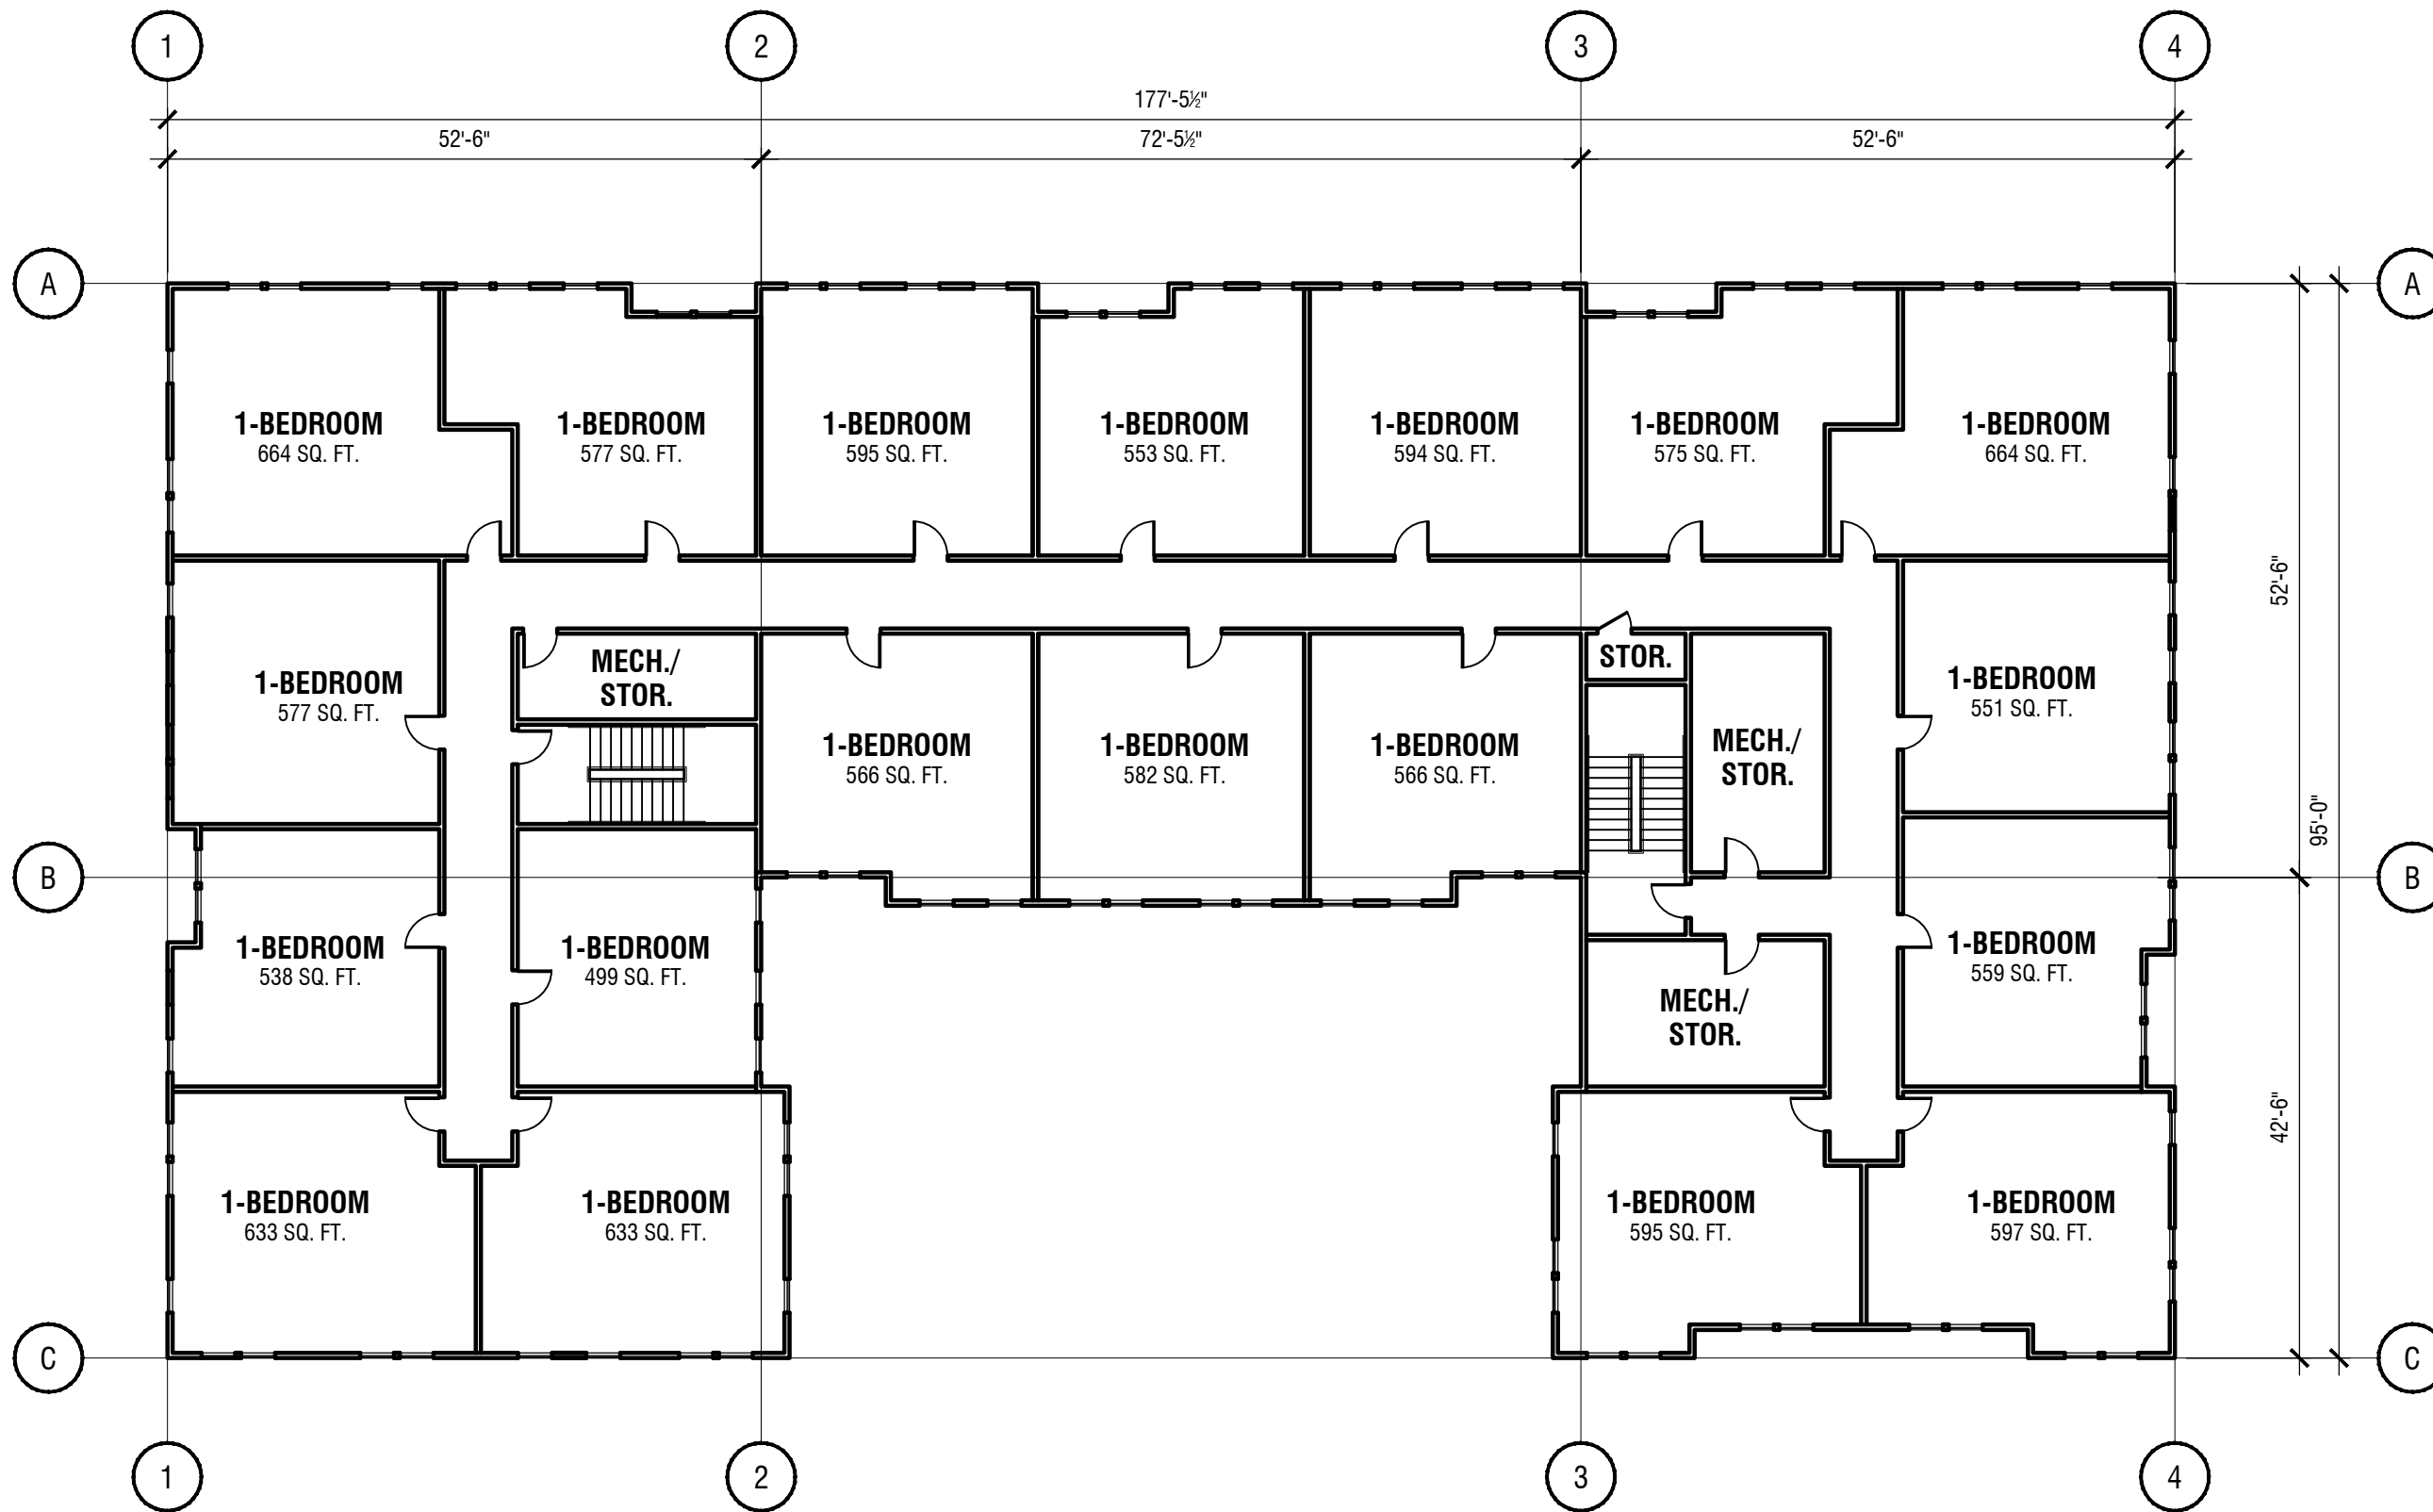 1
2
3
4
177'-5½"
52'-6"
72'-5½"
52'-6"
A
A
1-BEDROOM
664 SQ. FT.
1-BEDROOM
577 SQ. FT.
1-BEDROOM
595 SQ. FT.
1-BEDROOM
553 SQ. FT.
1-BEDROOM
594 SQ. FT.
1-BEDROOM
575 SQ. FT.
1-BEDROOM
664 SQ. FT.
52'-6"
1-BEDROOM
577 SQ. FT.
MECH./
STOR.
1-BEDROOM
566 SQ. FT.
1-BEDROOM
582 SQ. FT.
1-BEDROOM
566 SQ. FT.
STOR.
MECH./
STOR.
1-BEDROOM
551 SQ. FT.
95'-0"
B
B
1-BEDROOM
538 SQ. FT.
1-BEDROOM
499 SQ. FT.
MECH./
STOR.
1-BEDROOM
559 SQ. FT.
42'-6"
1-BEDROOM
633 SQ. FT.
1-BEDROOM
633 SQ. FT.
1-BEDROOM
595 SQ. FT.
1-BEDROOM
597 SQ. FT.
C
C
1
2
3
4